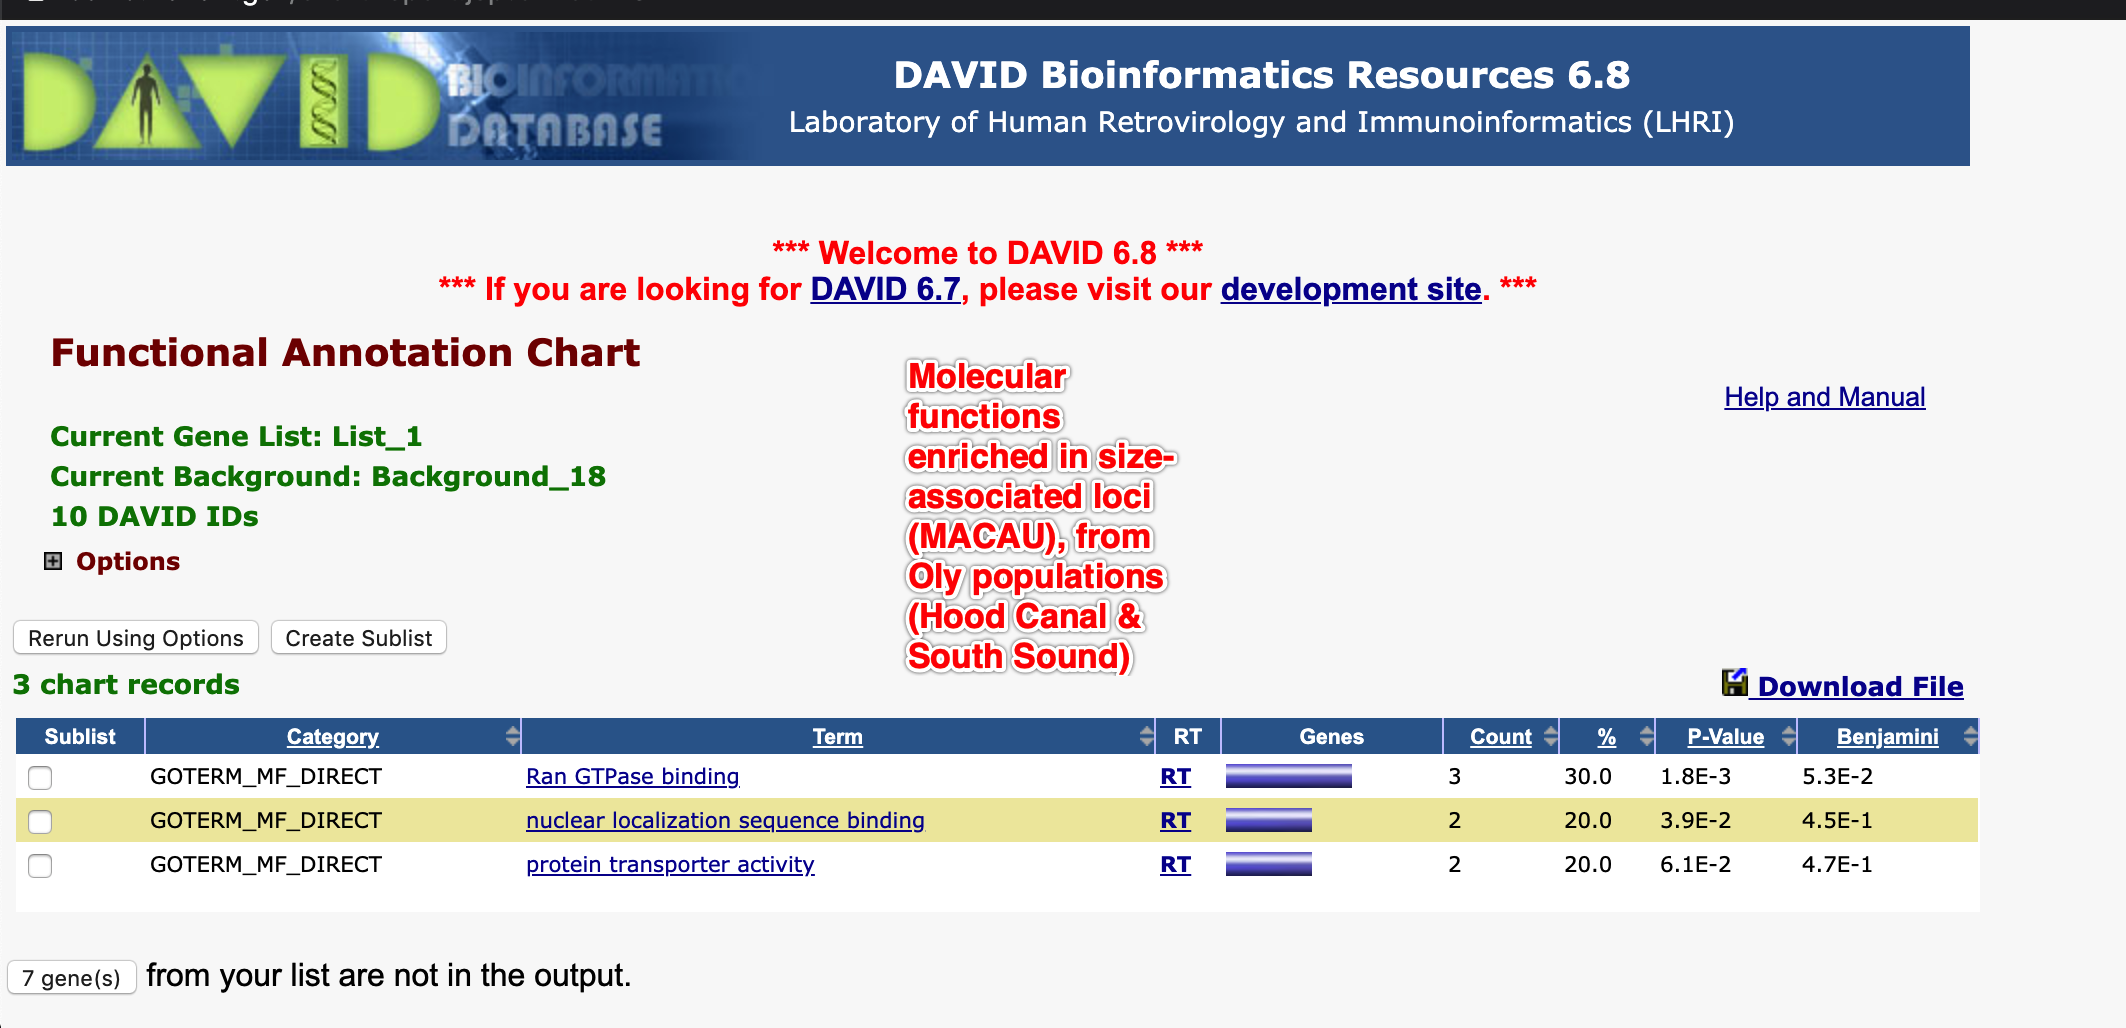 DAVID BIOINFORMATICS
DATABASE
DAVID Bioinformatics Resources 6.8
Laboratory of Human Retrovirology and Immunoinformatics (LHRI)
*** Welcome to DAVID 6.8 ***
*** If you are looking for DAVID 6.7, please visit our development site. ***
Functional Annotation Chart
Molecular
functions
enriched in size-
associated loci
(MACAU), from
Oly populations
(Hood Canal &
South Sound)
Help and Manual
Current Gene List: List_1
Current Background: Background_18
10 DAVID IDs
Options
Rerun Using Options Create Sublist
3 chart records
Download File
Sublist Category Term RT Genes Count % P-Value Benjamini
GOTERM_MF_DIRECT Ran GTPase binding RT 3 30.0 1.8E-3 5.3E-2
GOTERM_MF_DIRECT nuclear localization sequence binding RT 2 20.0 3.9E-2 4.5E-1
GOTERM_MF_DIRECT protein transporter activity RT 2 20.0 6.1E-2 4.7E-1
7 gene(s) from your list are not in the output.